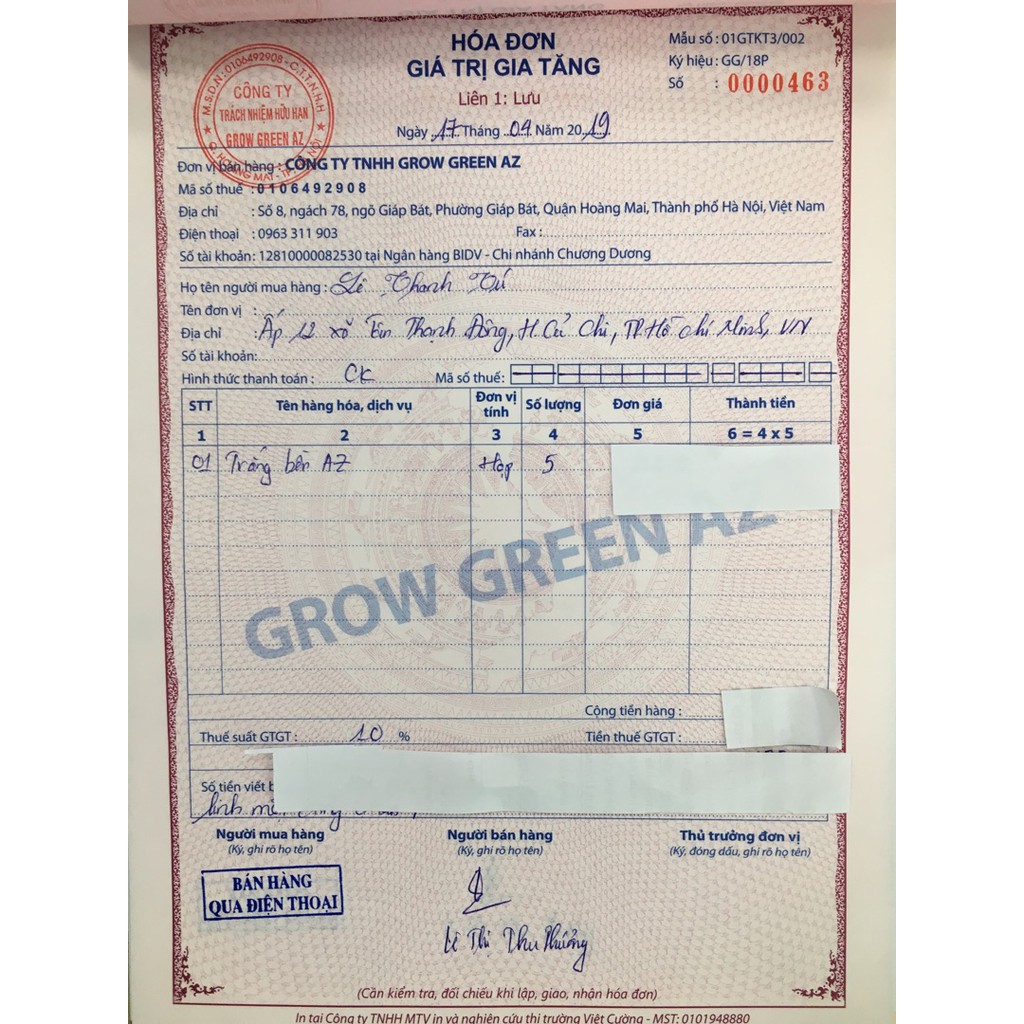 HÓA ĐƠN
GIÁ TRỊ GIA TĂNG
Liên 1: Lưu
Ngày 17 Tháng 04 Năm 2019
Mẫu số : 01GTKT3/002
Ký hiệu : GG/18P
Số : 0000463
M.S.D.N:0106492908-C.T.T.N.H.H
CÔNG TY
TRÁCH NHIỆM HỮU HẠN
GROW GREEN AZ
Q. HOÀNG MAI - TP. HÀ NỘI
Đơn vị bán hàng : CÔNG TY TNHH GROW GREEN AZ
Mã số thuế : 0106492908
Địa chỉ : Số 8, ngách 78, ngõ Giáp Bát, Phường Giáp Bát, Quận Hoàng Mai, Thành phố Hà Nội, Việt Nam
Điện thoại : 0963 311 903 Fax :
Số tài khoản: 12810000082530 tại Ngân hàng BIDV - Chi nhánh Chương Dương
Họ tên người mua hàng : Lê Thanh Tú
Tên đơn vị :
Địa chỉ : Ấp 12 xã Tân Thạnh Đông, H. Củ Chi, TP. Hồ Chí Minh, VN
Số tài khoản:
Hình thức thanh toán : CK Mã số thuế:
STT Tên hàng hóa, dịch vụ Đơn vị tính Số lượng Đơn giá Thành tiền
1 2 3 4 5 6 = 4 x 5
01 Tràng bền AZ Hộp 5
GROW GREEN AZ
Cộng tiền hàng :
Thuế suất GTGT : 10 % Tiền thuế GTGT :
Số tiền viết
Người mua hàng Người bán hàng Thủ trưởng đơn vị
(Ký, ghi rõ họ tên) (Ký, ghi rõ họ tên) (Ký, đóng dấu, ghi rõ họ tên)
BÁN HÀNG
QUA ĐIỆN THOẠI
Lê Thị Thu Phương
(Cần kiểm tra, đối chiếu khi lập, giao, nhận hóa đơn)
In tại Công ty TNHH MTV in và nghiên cứu thị trường Việt Cường - MST: 0101948880